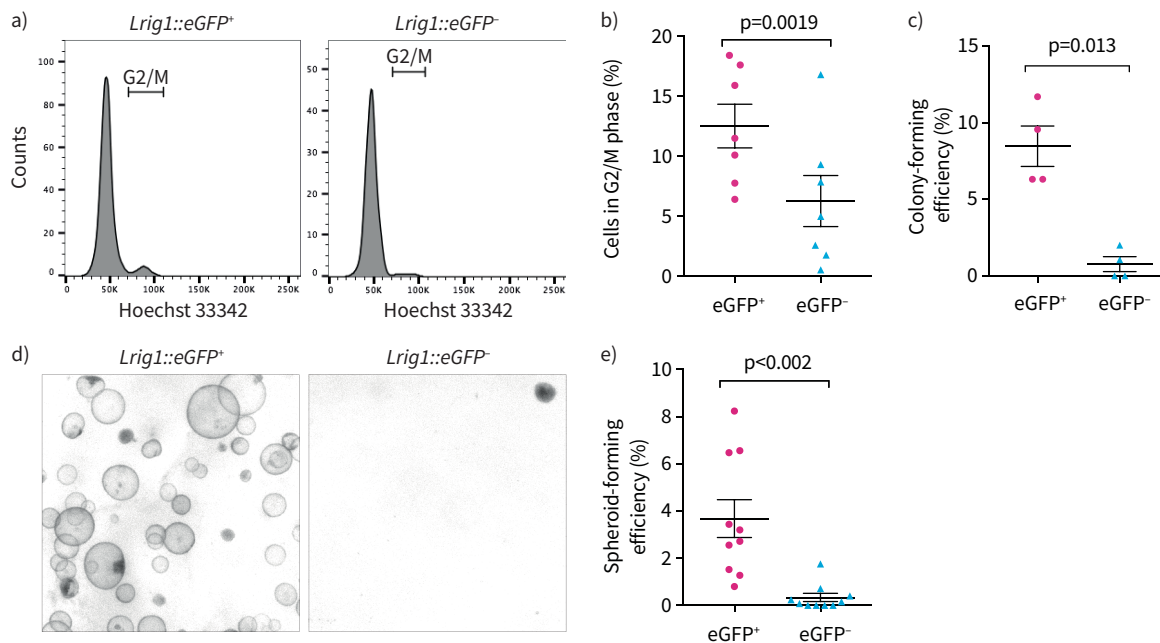 a)
Lrig1::eGFP⁺
Lrig1::eGFP⁻
G2/M
G2/M
Counts
100
80
60
40
20
0
50
40
30
20
10
0
0 50K 100K 150K 200K 250K
0 50K 100K 150K 200K 250K
Hoechst 33342
Hoechst 33342
b)
p=0.0019
Cells in G2/M phase (%)
20
15
10
5
0
eGFP⁺ eGFP⁻
c)
p=0.013
Colony-forming
efficiency (%)
15
10
5
0
eGFP⁺ eGFP⁻
d)
Lrig1::eGFP⁺
Lrig1::eGFP⁻
e)
p<0.002
Spheroid-forming
efficiency (%)
10
8
6
4
2
0
eGFP⁺ eGFP⁻